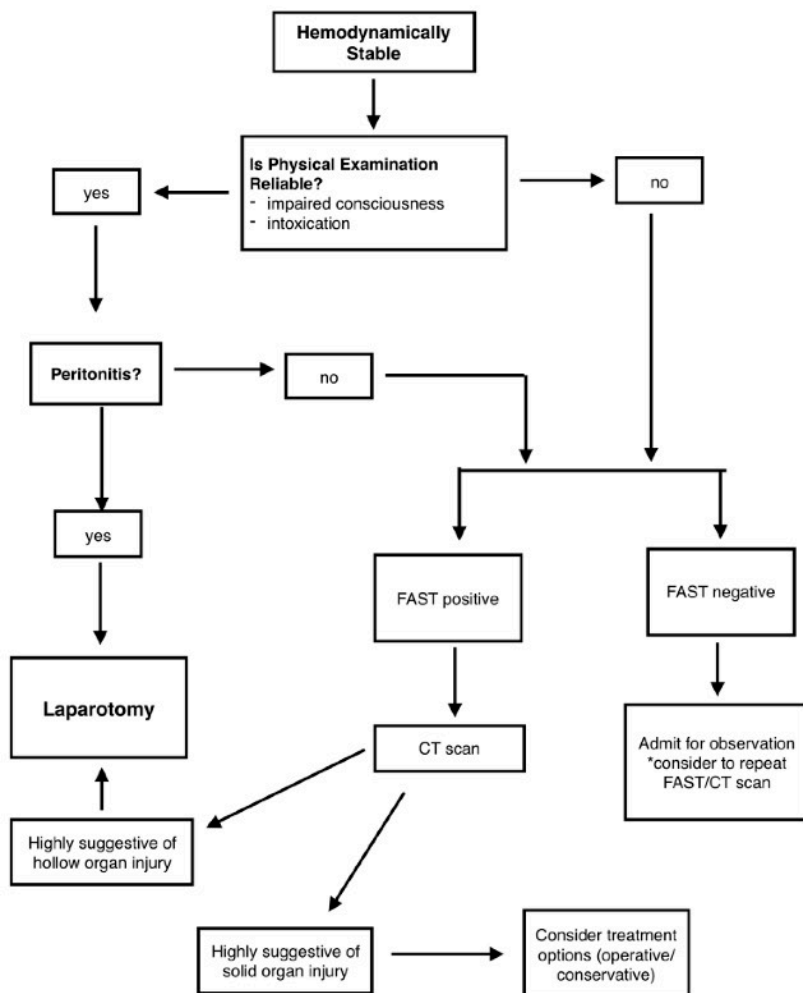 Hemodynamically
Stable
Is Physical Examination
Reliable?
- impaired consciousness
- intoxication
yes
no
Peritonitis?
no
yes
FAST positive
FAST negative
Laparotomy
CT scan
Admit for observation
*consider to repeat
FAST/CT scan
Highly suggestive of
hollow organ injury
Highly suggestive of
solid organ injury
Consider treatment
options (operative/
conservative)